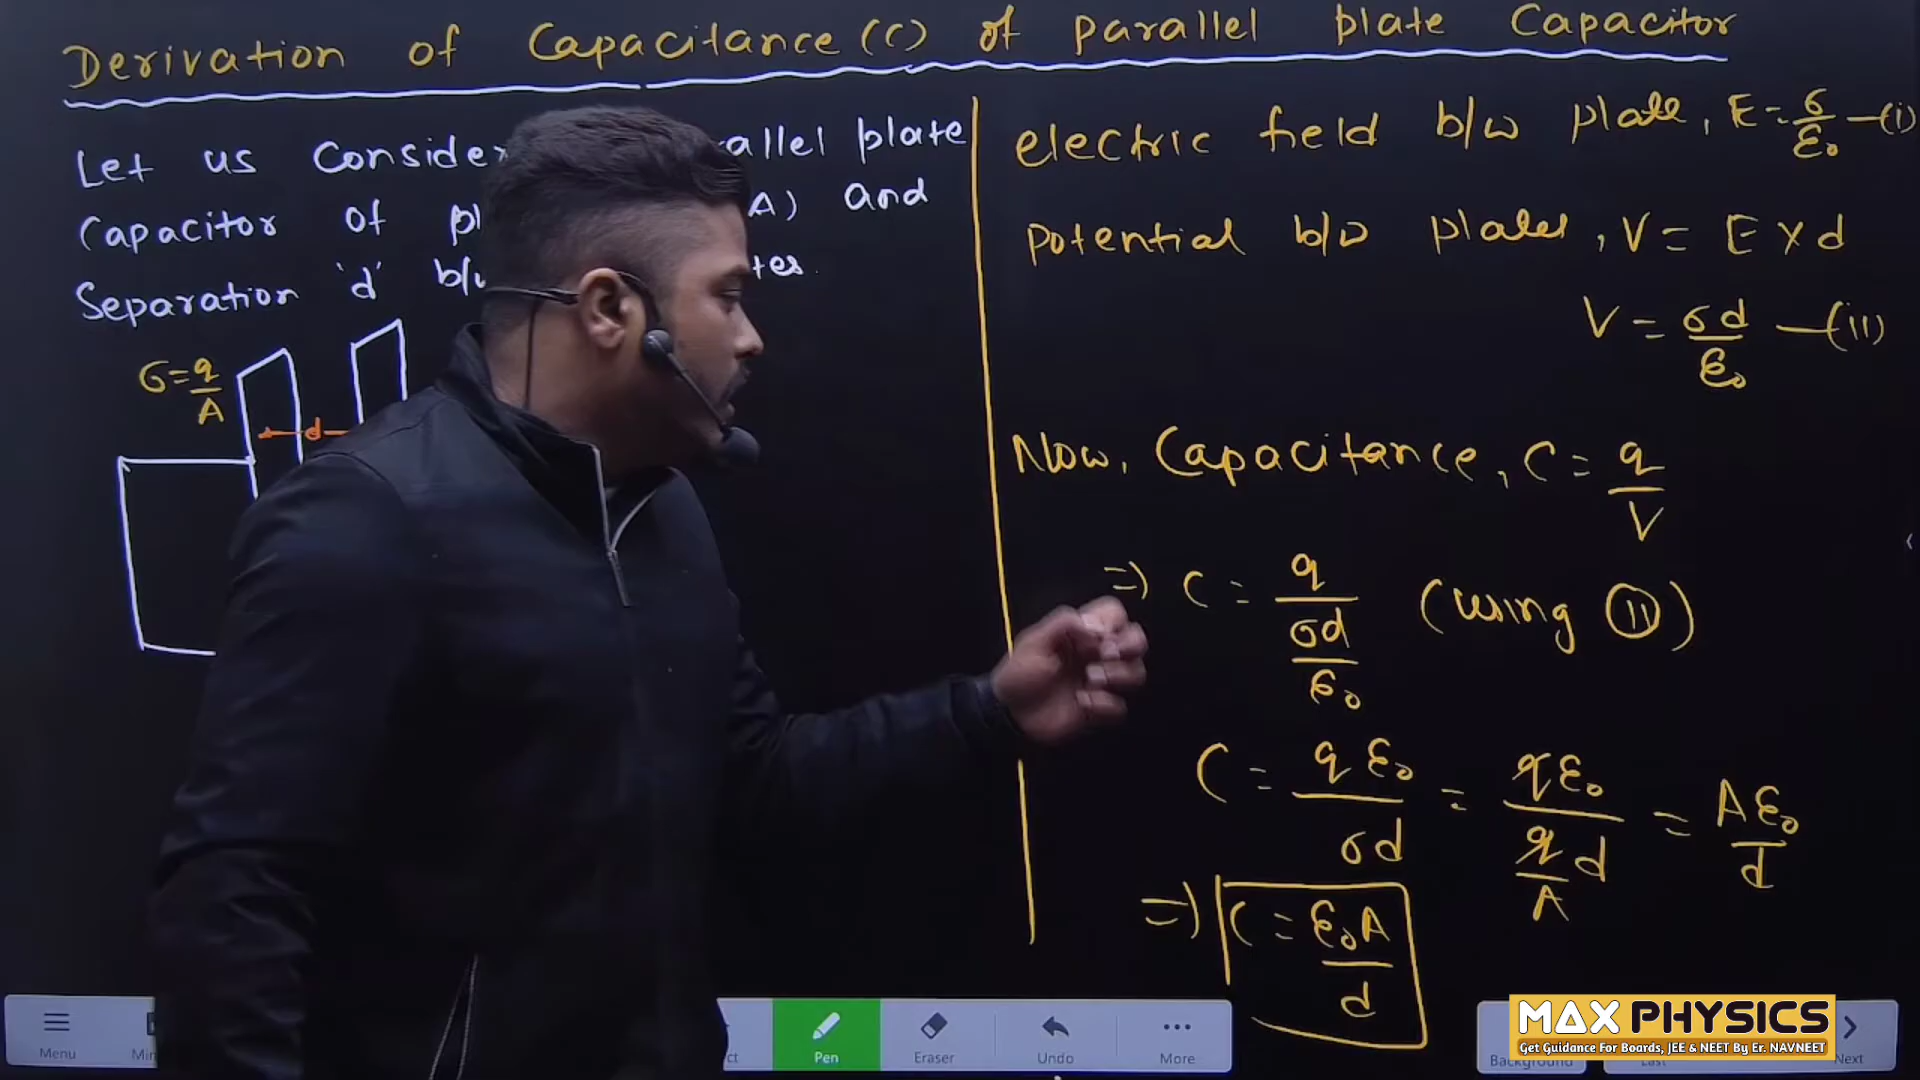 Derivation of Capacitance (C) of parallel plate Capacitor
Let us Consider allel plate
Capacitor of pl A) and
Separation 'd' b/w tes.
σ = q/A
d
electric field b/w plate, E = σ/ε₀ —(i)
potential b/w plates, V = E × d
V = σd/ε₀ —(ii)
Now, Capacitance, C = q/V
=> C = q/(σd/ε₀) (using (ii))
C = qε₀/σd = qε₀/((q/A)d) = Aε₀/d
=> C = ε₀A/d
Menu
Pen
Eraser
Undo
More
Background
Next
MAX PHYSICS
Get Guidance For Boards, JEE & NEET By Er. NAVNEET